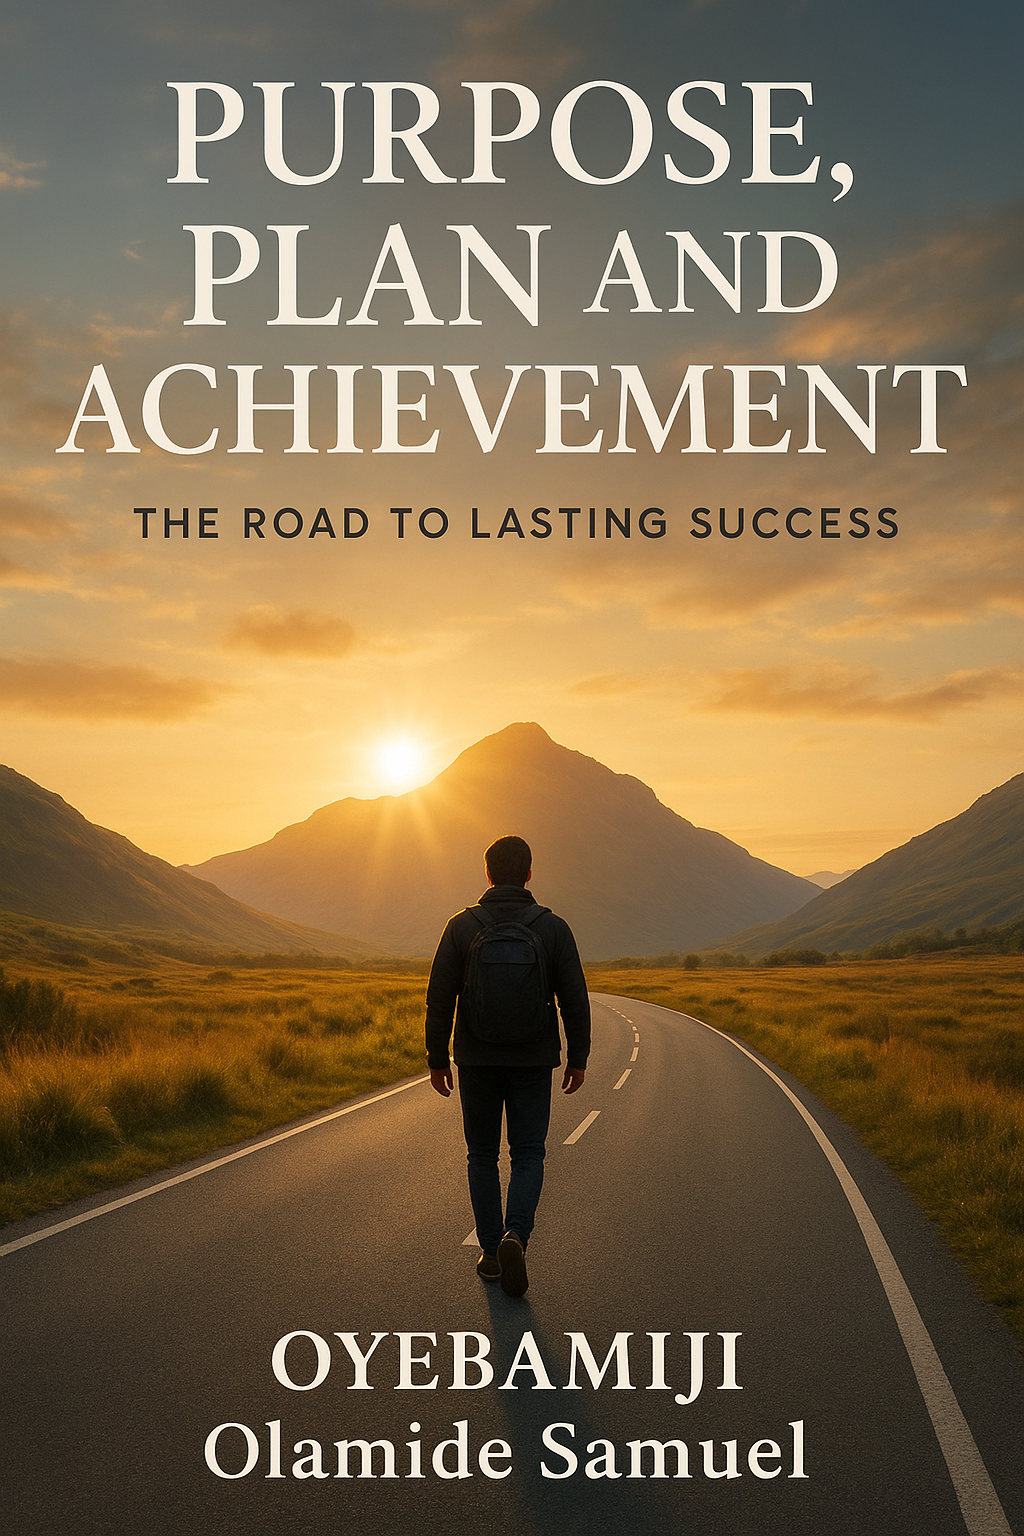 PURPOSE,
PLAN AND
ACHIEVEMENT
THE ROAD TO LASTING SUCCESS
OYEBAMIJI
Olamide Samuel